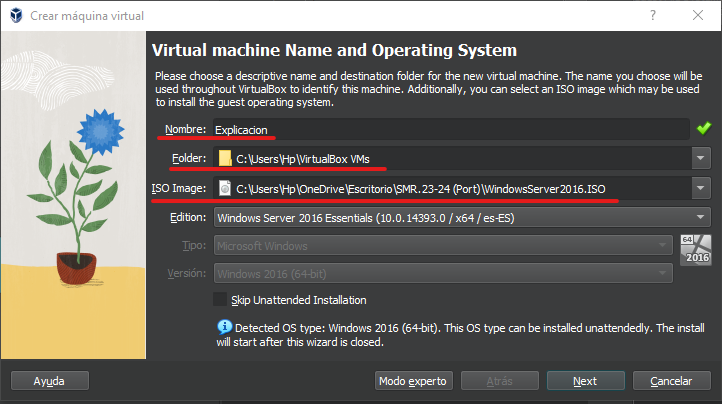 Crear máquina virtual
Virtual machine Name and Operating System
Please choose a descriptive name and destination folder for the new virtual machine. The name you choose will be
used throughout VirtualBox to identify this machine. Additionally, you can select an ISO image which may be used
to install the guest operating system.
Nombre: Explicacion
Folder: C:\Users\Hp\VirtualBox VMs
ISO Image: C:\Users\Hp\OneDrive\Escritorio\SMR.23-24 (Port)\WindowsServer2016.ISO
Edition: Windows Server 2016 Essentials (10.0.14393.0 / x64 / es-ES)
Tipo: Microsoft Windows
64
Versión: Windows 2016 (64-bit)
2016
Skip Unattended Installation
Detected OS type: Windows 2016 (64-bit). This OS type can be installed unattendedly. The install
will start after this wizard is closed.
Ayuda Modo experto Atrás Next Cancelar